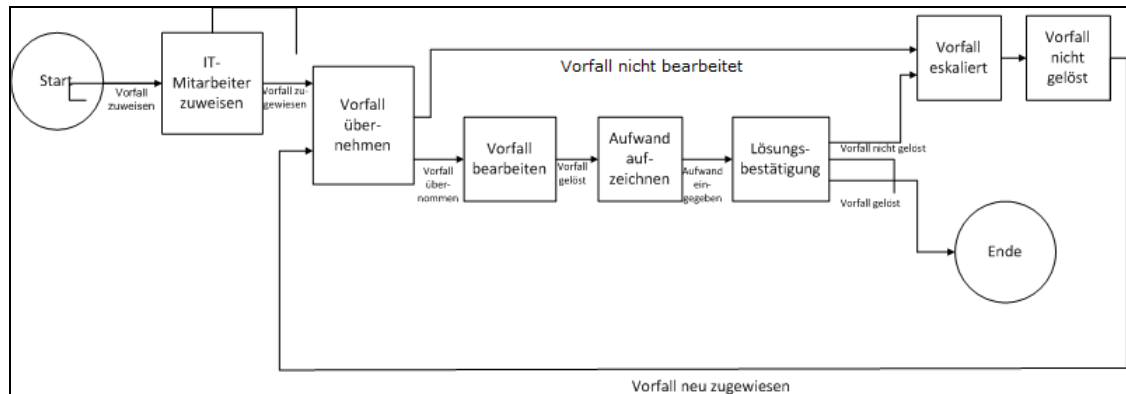 Start
Vorfall
zuweisen
IT-
Mitarbeiter
zuweisen
Vorfall zu-
gewiesen
Vorfall
über-
nehmen
Vorfall nicht bearbeitet
Vorfall
über-
nommen
Vorfall
bearbeiten
Vorfall
gelöst
Aufwand
auf-
zeichnen
Aufwand
ein-
gegeben
Lösungs-
bestätigung
Vorfall nicht gelöst
Vorfall gelöst
Vorfall
eskaliert
Vorfall
nicht
gelöst
Ende
Vorfall neu zugewiesen